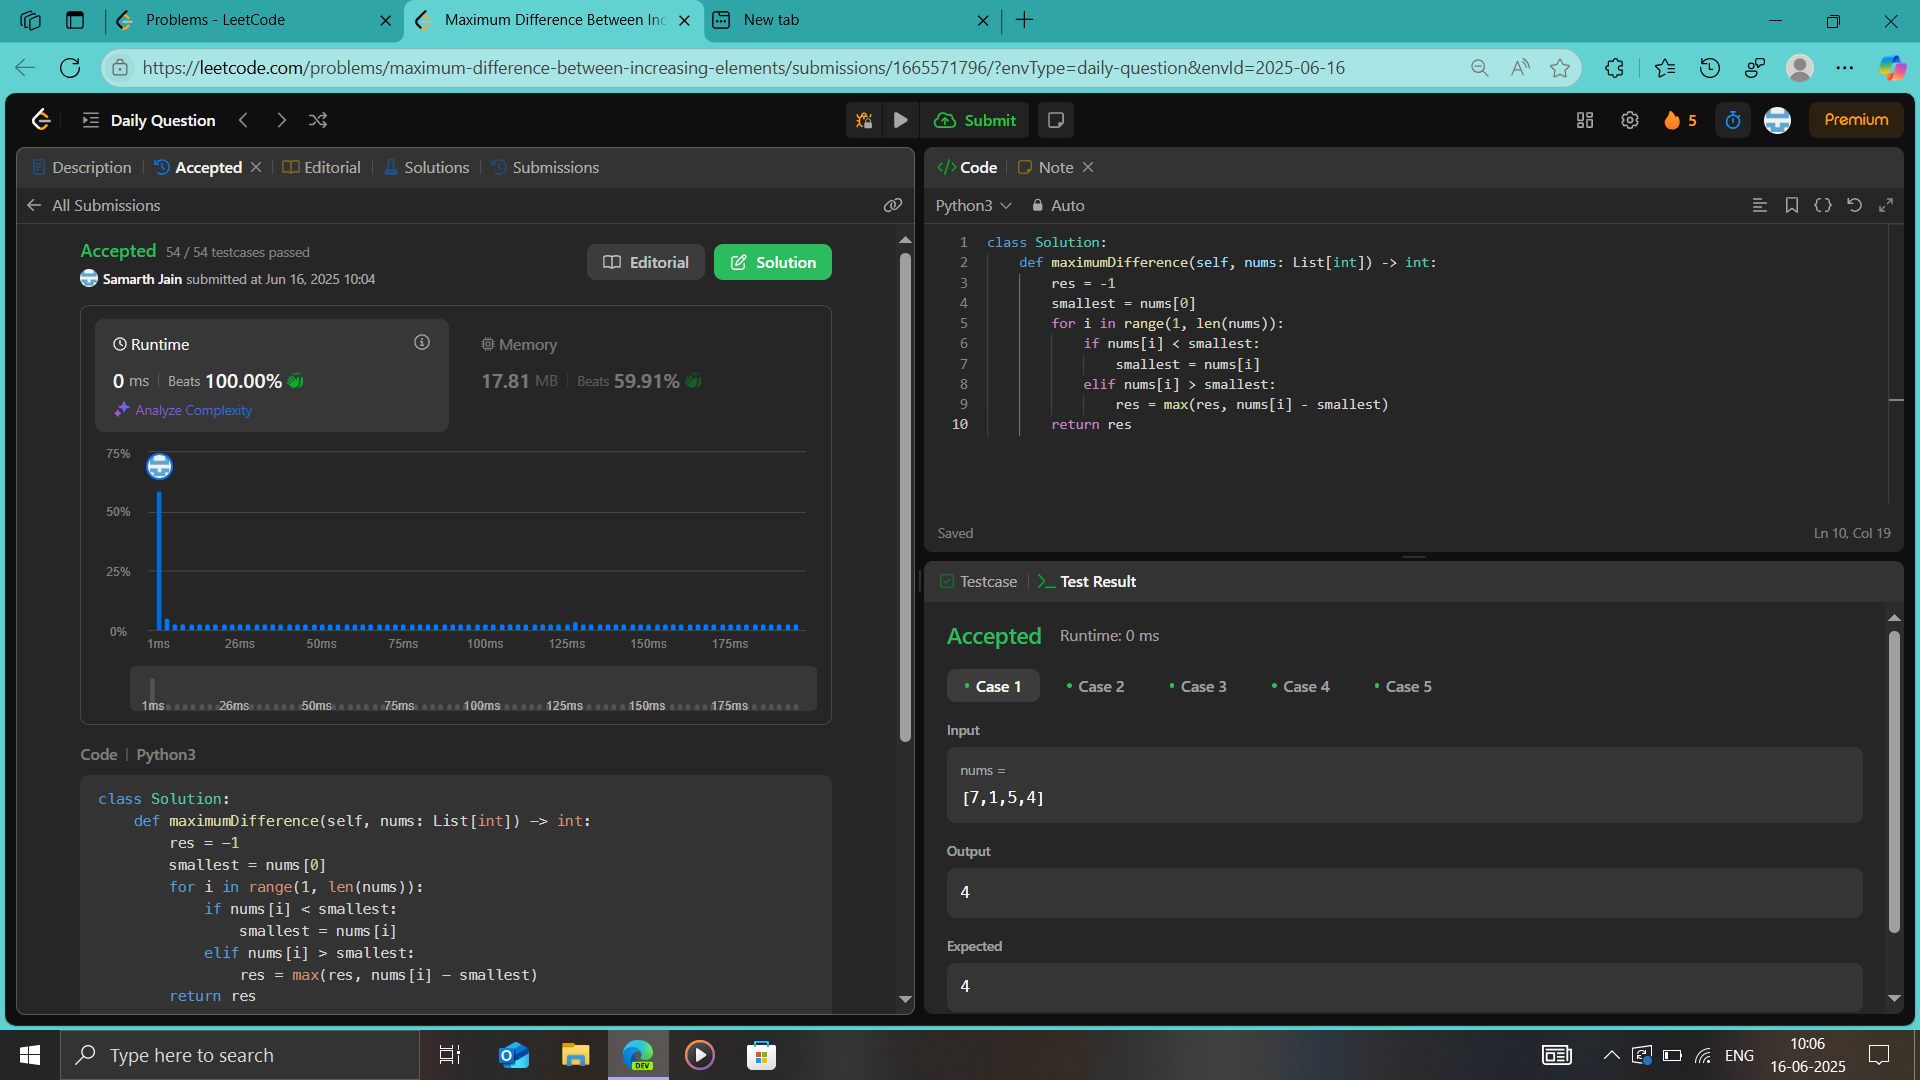 Problems - LeetCode
Maximum Difference Between Inc
New tab
https://leetcode.com/problems/maximum-difference-between-increasing-elements/submissions/1665571796/?envType=daily-question&envId=2025-06-16
Daily Question
Submit
5
Premium
Description
Accepted
Editorial
Solutions
Submissions
All Submissions
Accepted 54 / 54 testcases passed
Samarth Jain submitted at Jun 16, 2025 10:04
Editorial
Solution
Runtime
0 ms
Beats 100.00%
Analyze Complexity
Memory
17.81 MB
Beats 59.91%
75%
50%
25%
0%
1ms 26ms 50ms 75ms 100ms 125ms 150ms 175ms
1ms 26ms 50ms 75ms 100ms 125ms 150ms 175ms
Code | Python3
class Solution:
    def maximumDifference(self, nums: List[int]) -> int:
        res = -1
        smallest = nums[0]
        for i in range(1, len(nums)):
            if nums[i] < smallest:
                smallest = nums[i]
            elif nums[i] > smallest:
                res = max(res, nums[i] - smallest)
        return res
Code
Note
Python3
Auto
1 class Solution:
2     def maximumDifference(self, nums: List[int]) -> int:
3         res = -1
4         smallest = nums[0]
5         for i in range(1, len(nums)):
6             if nums[i] < smallest:
7                 smallest = nums[i]
8             elif nums[i] > smallest:
9                 res = max(res, nums[i] - smallest)
10         return res
Saved
Ln 10, Col 19
Testcase
Test Result
Accepted Runtime: 0 ms
Case 1
Case 2
Case 3
Case 4
Case 5
Input
nums =
[7,1,5,4]
Output
4
Expected
4
Type here to search
DEV
ENG
10:06
16-06-2025